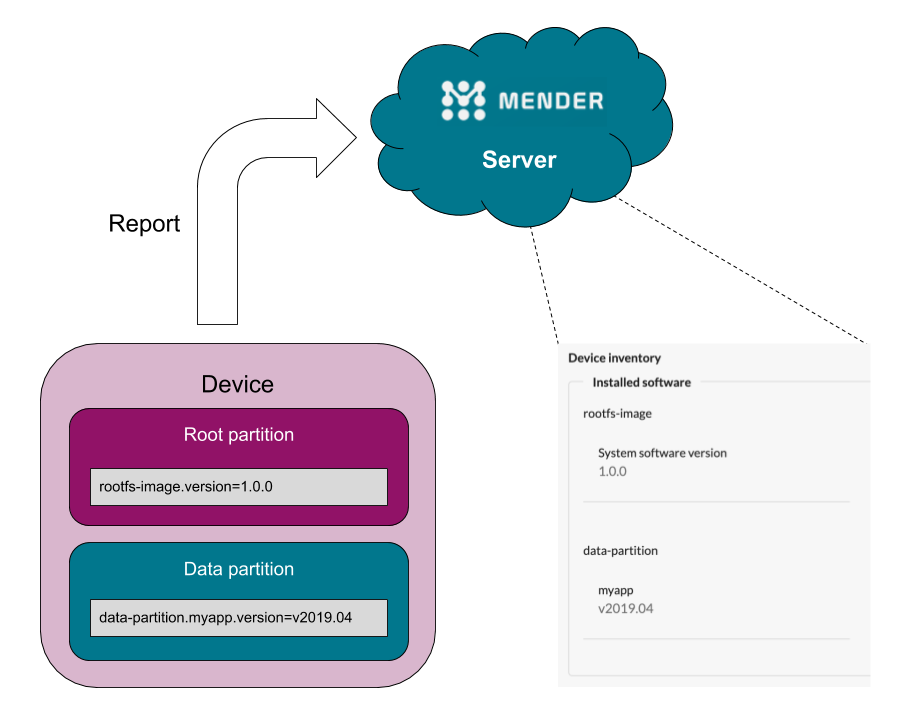 MENDER
Server
Report
Device
Root partition
rootfs-image.version=1.0.0
Data partition
data-partition.myapp.version=v2019.04
Device inventory
Installed software
rootfs-image
System software version
1.0.0
data-partition
myapp
v2019.04